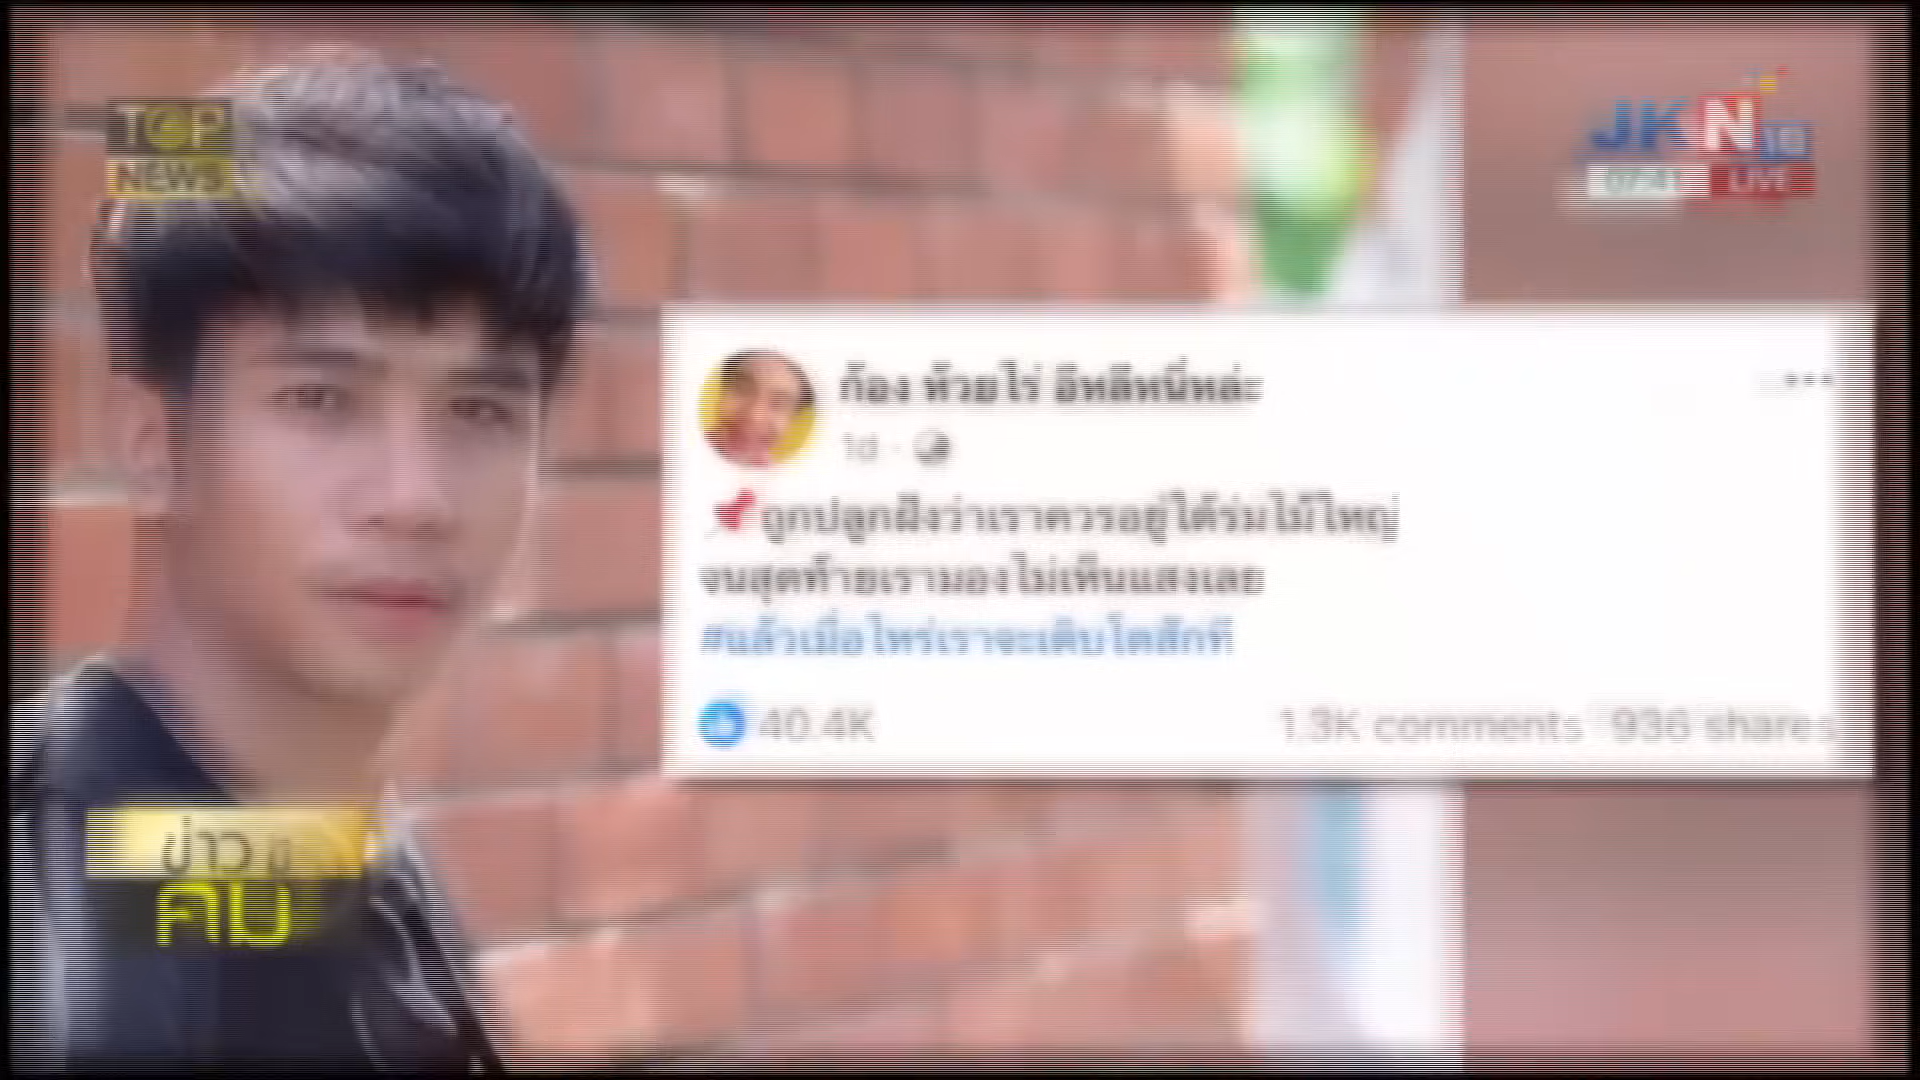 TOP
NEWS
JKN18
LIVE
ก้อง ห้วยไร่ อีหลีหนี่หล่ะ
1d
ถูกปลูกฝังว่าเราควรอยู่ใต้ร่มไม้ใหญ่
จนสุดท้ายเรามองไม่เห็นแสงเลย
#แล้วเมื่อไหร่เราจะเติบโตสักที
40.4K
1.3K comments 936 shares
ข่าว
คม